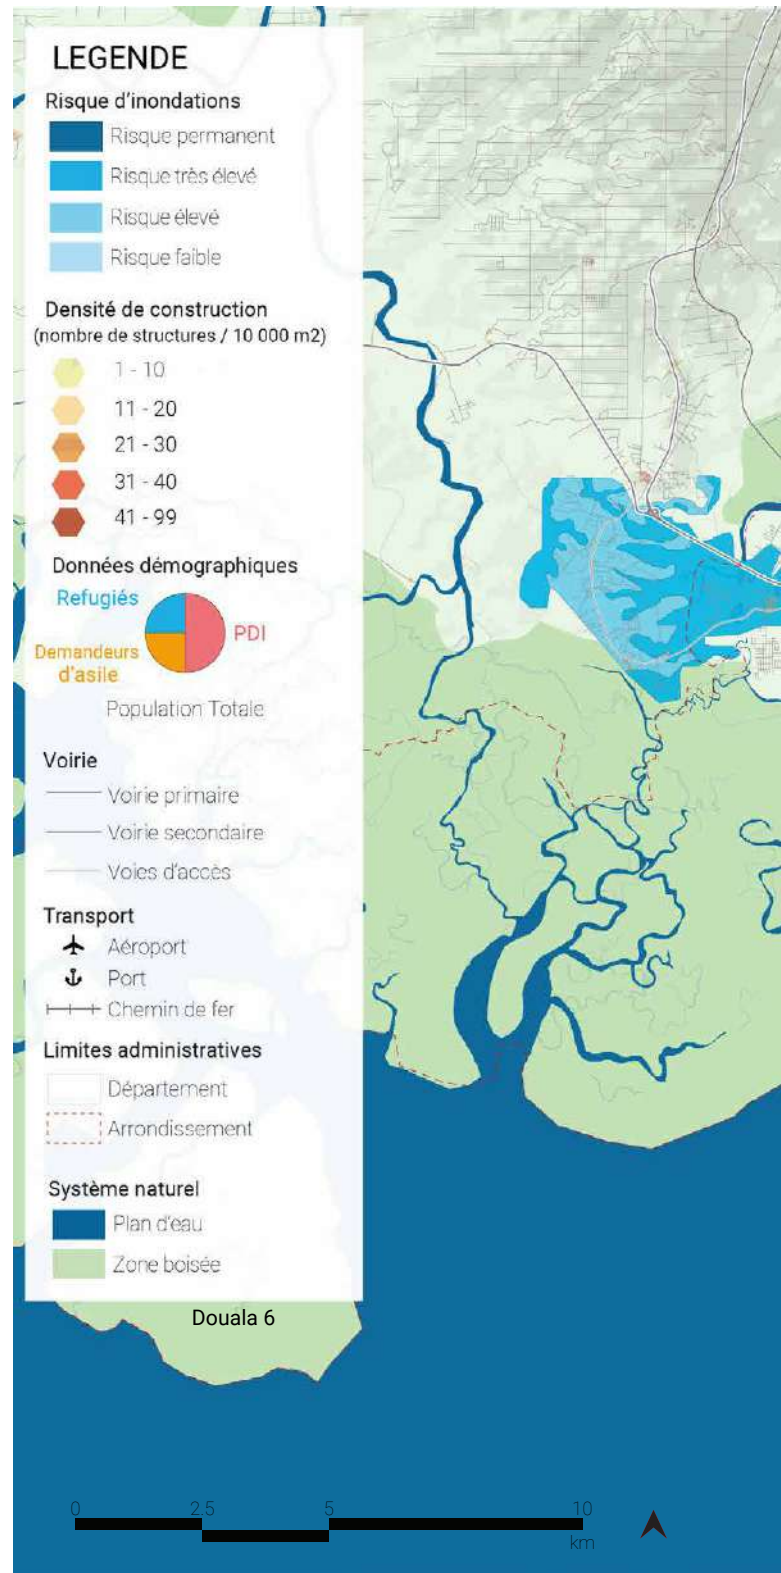 LEGENDE
Risque d'inondations
Risque permanent
Risque très élevé
Risque élevé
Risque faible
Densité de construction
(nombre de structures / 10 000 m2)
1 - 10
11 - 20
21 - 30
31 - 40
41 - 99
Données démographiques
Refugiés
PDI
Demandeurs
d'asile
Population Totale
Voirie
Voirie primaire
Voirie secondaire
Voies d'accès
Transport
Aéroport
Port
Chemin de fer
Limites administratives
Département
Arrondissement
Système naturel
Plan d'eau
Zone boisée
Douala 6
0 2.5 5 10
km